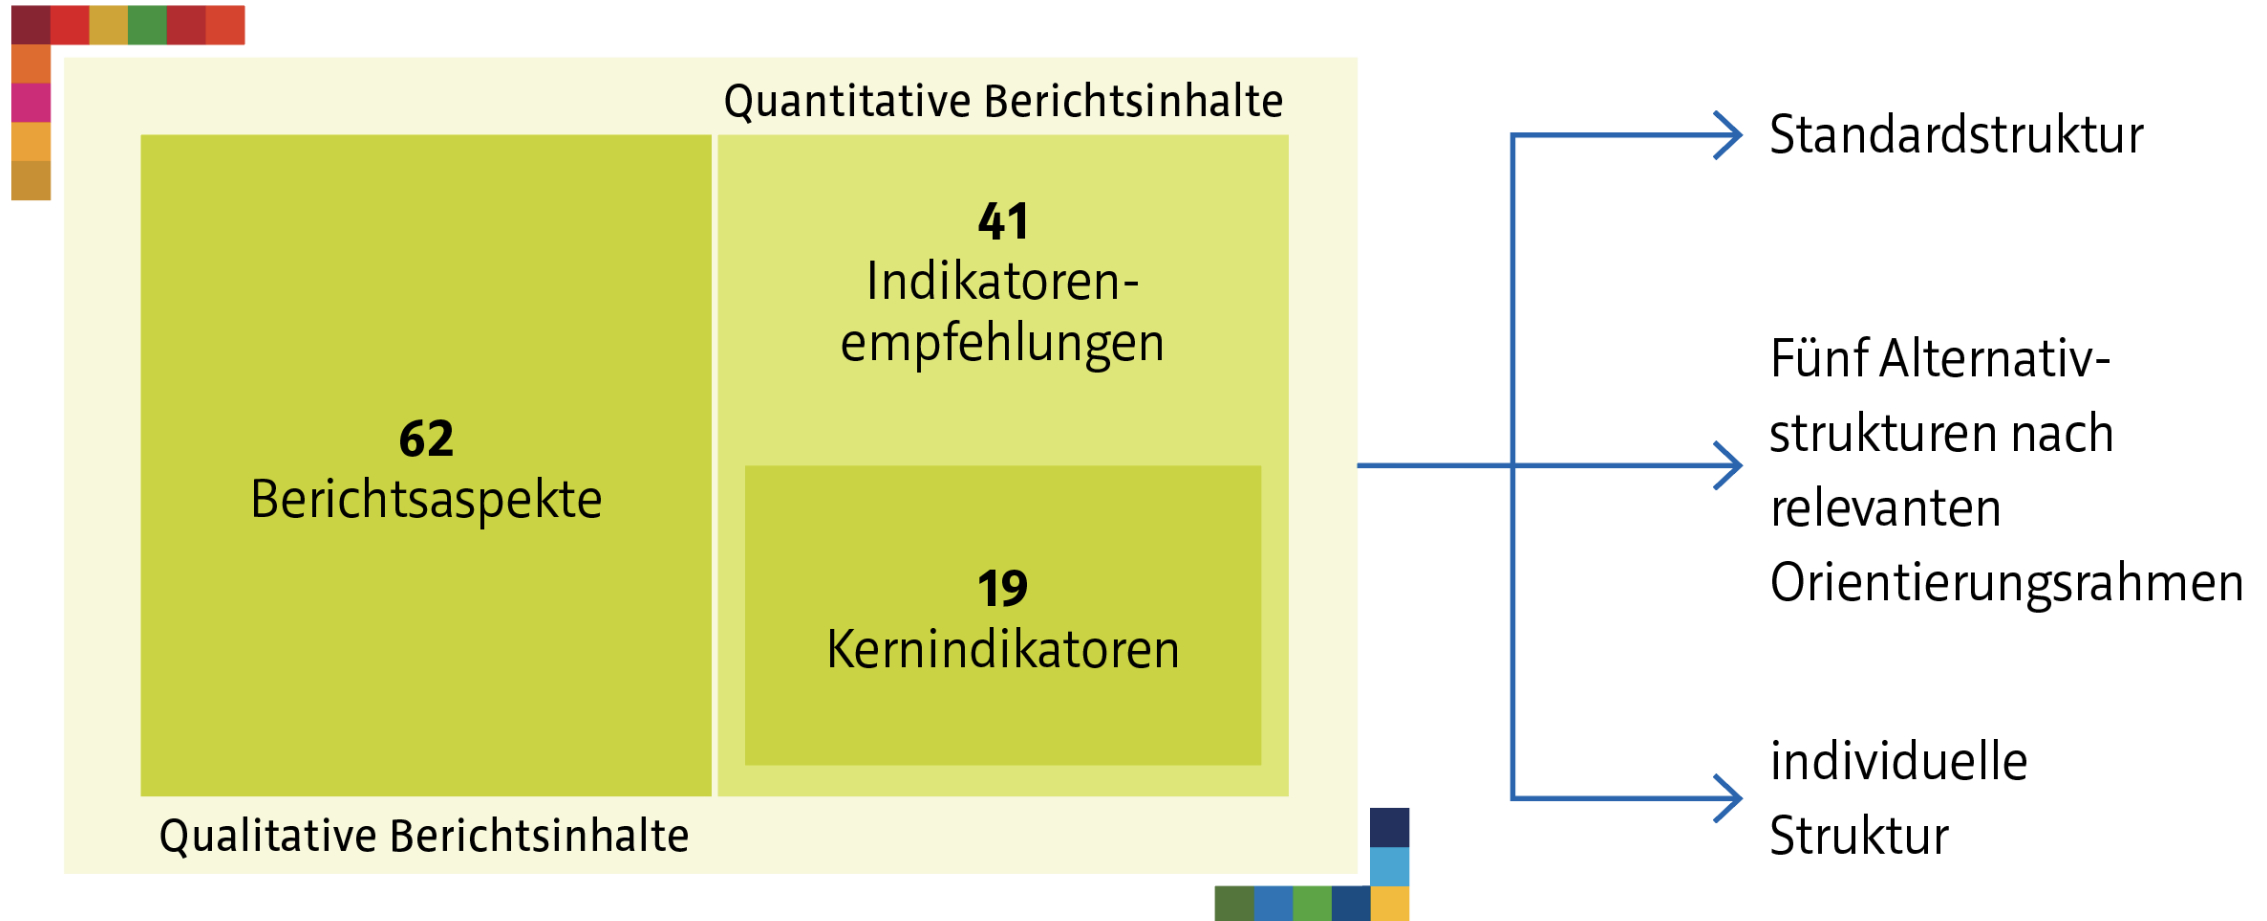 Quantitative Berichtsinhalte
62
Berichtsaspekte
41
Indikatoren-
empfehlungen
19
Kernindikatoren
Qualitative Berichtsinhalte
Standardstruktur
Fünf Alternativ-
strukturen nach
relevanten
Orientierungsrahmen
individuelle
Struktur